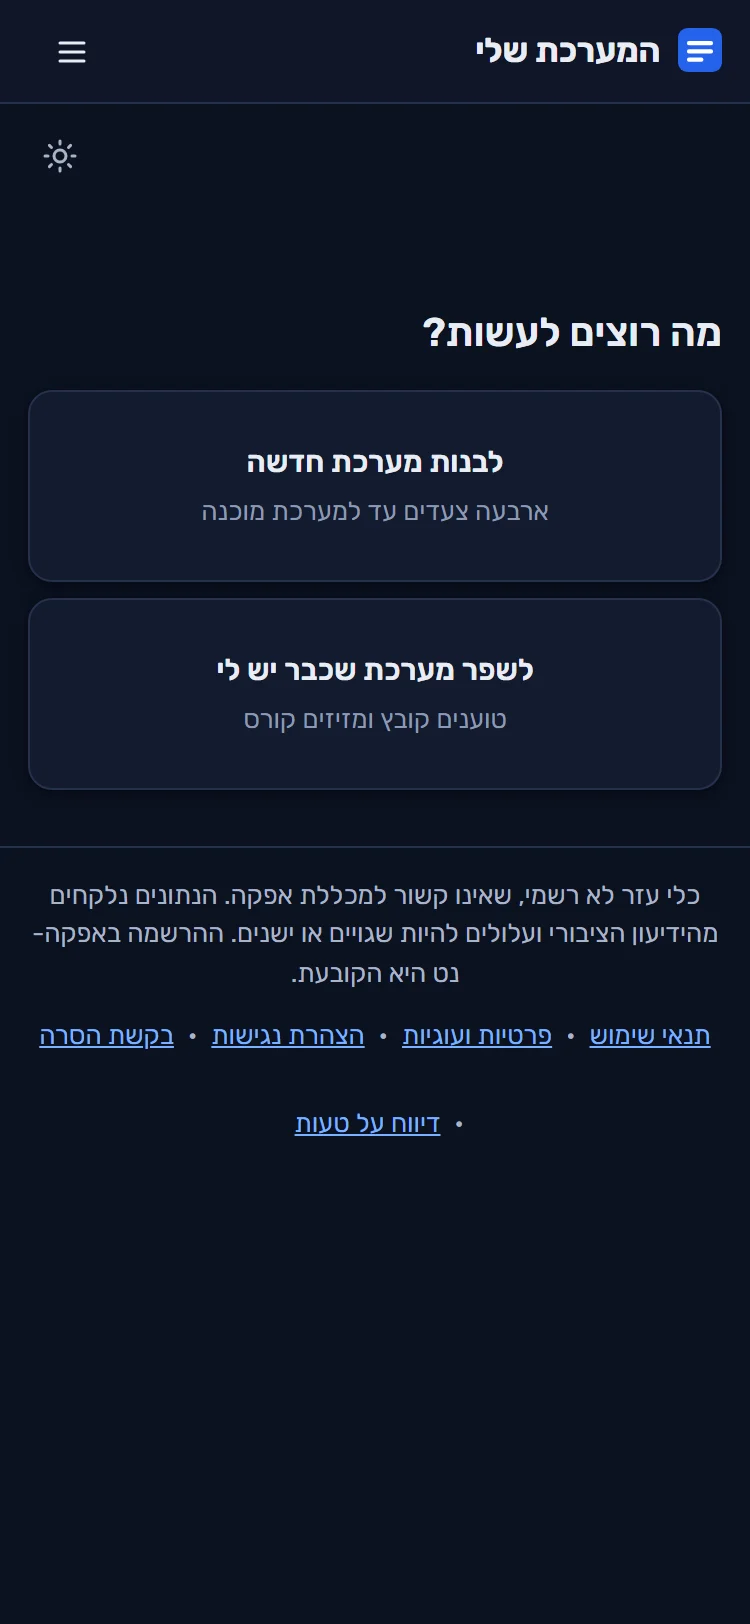 המערכת שלי
מה רוצים לעשות?
לבנות מערכת חדשה
ארבעה צעדים עד למערכת מוכנה
לשפר מערכת שכבר יש לי
טוענים קובץ ומזיזים קורס
כלי עזר לא רשמי, שאינו קשור למכללת אפקה. הנתונים נלקחים
מהידיעון הציבורי ועלולים להיות שגויים או ישנים. ההרשמה באפקה-
נט היא הקובעת.
תנאי שימוש • פרטיות ועוגיות • הצהרת נגישות • בקשת הסרה
• דיווח על טעות